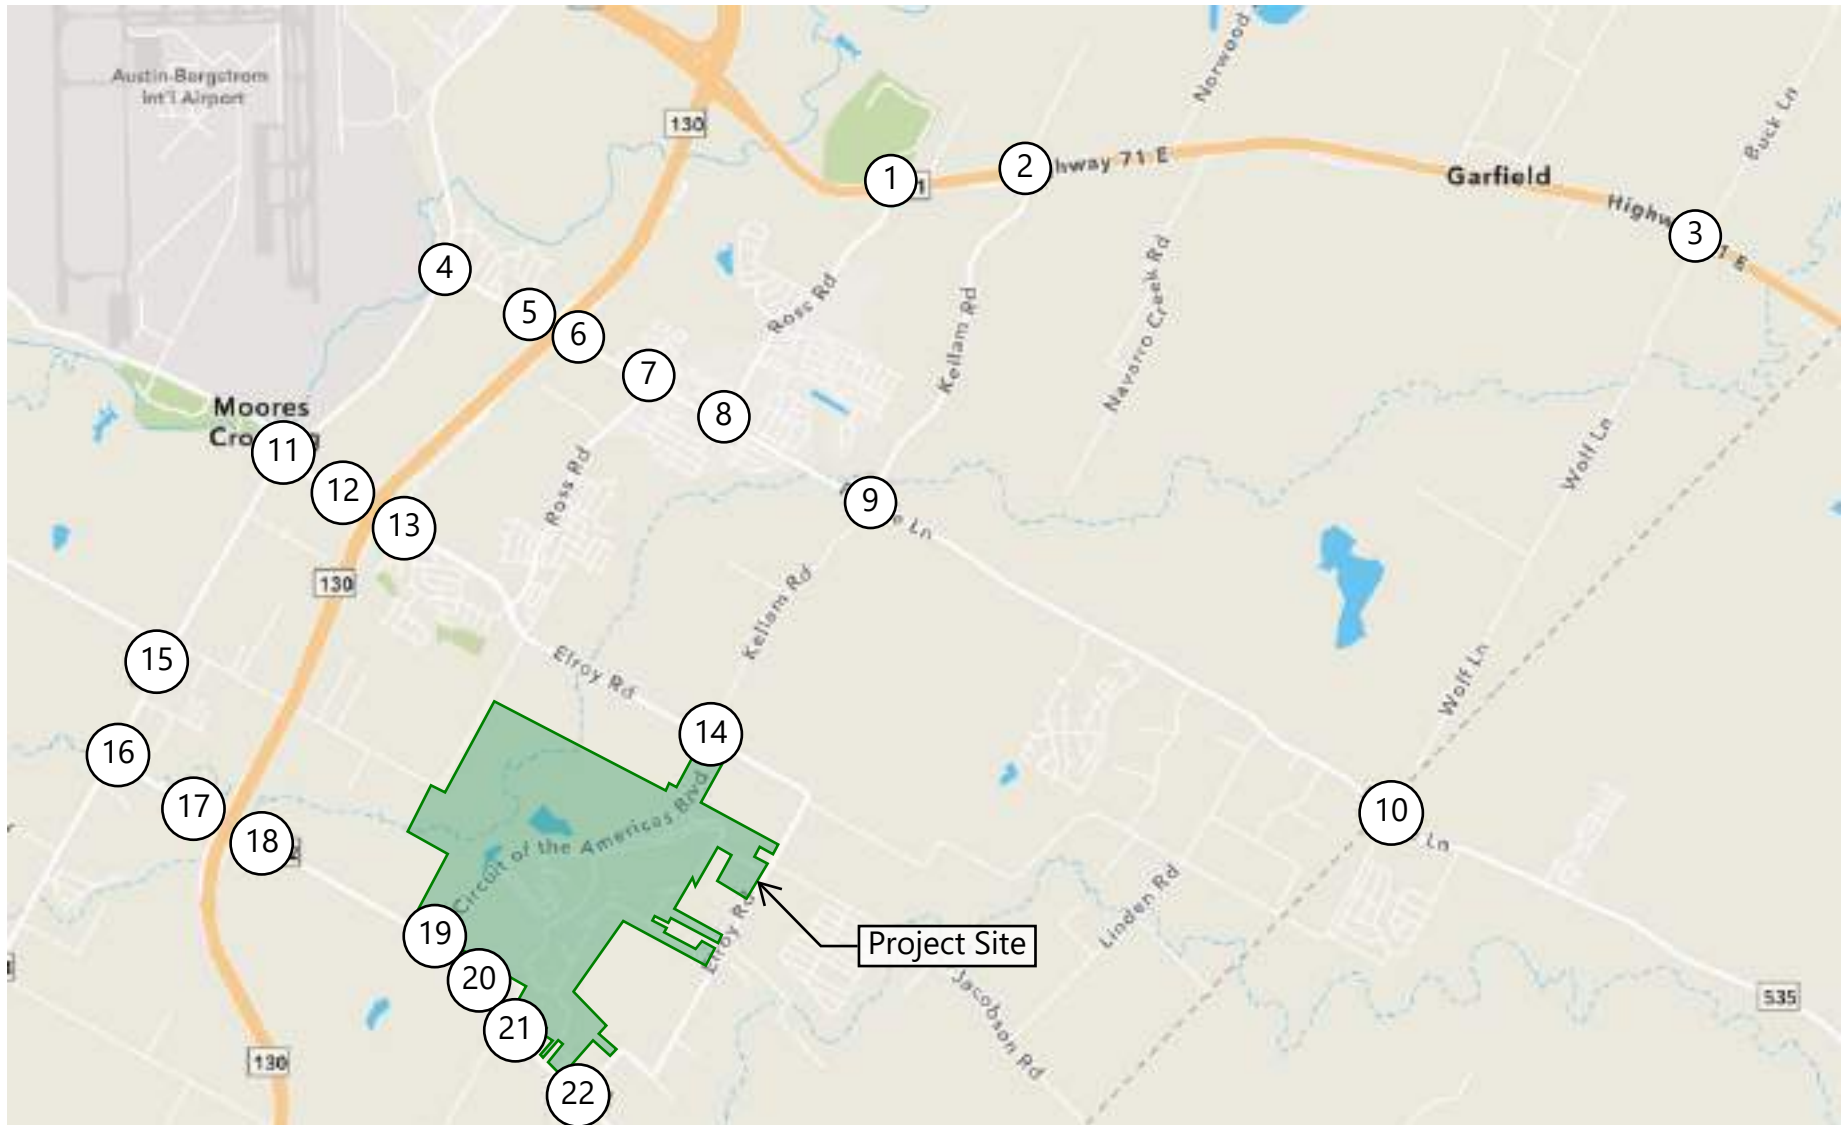 Austin-Bergstrom
Int'l Airport
130
Norwood
Buck Ln
1
2
hway 71 E
Garfield
Highw
3
1 E
4
5
6
7
8
Ross Rd
Kellam Rd
Navarro Creek Rd
Moores
Cro
g
11
12
13
Ross Rd
9
e Ln
Wolf Ln
130
Kellam Rd
15
Elroy Rd
Wolf Ln
14
16
17
18
Circuit of the Americas Blvd
10
Ln
19
20
21
22
Elroy Rd
Project Site
Linden Rd
Jacobson Rd
535
130